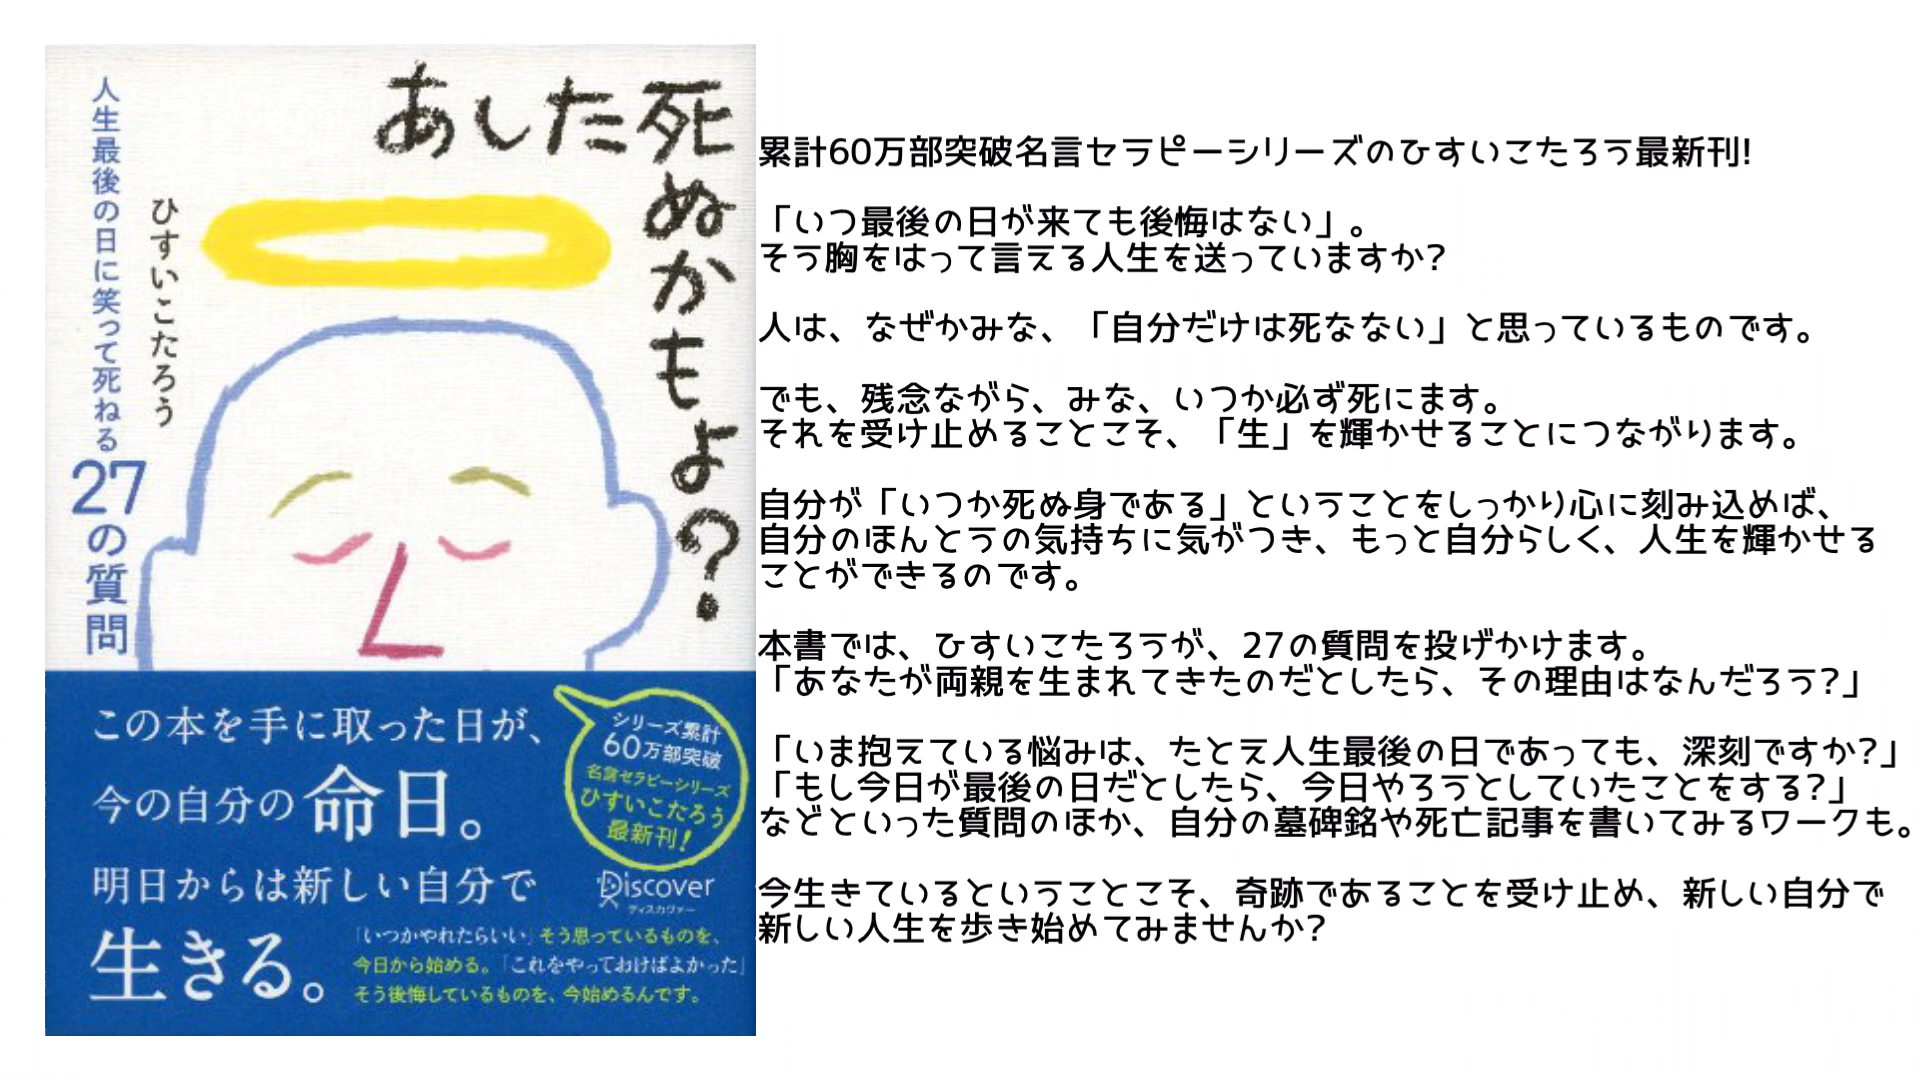 あした死ぬかもよ?
ひすいこたろう
人生最後の日に笑って死ねる27の質問
この本を手に取った日が、
今の自分の命日。
明日からは新しい自分で
生きる。
シリーズ累計
60万部突破
名言セラピーシリーズ
ひすいこたろう
最新刊!
Discover
ディスカヴァー
「いつかやれたらいい」そう思っているものを、
今日から始める。「これをやっておけばよかった」
そう後悔しているものを、今始めるんです。
累計60万部突破名言セラピーシリーズのひすいこたろう最新刊!
「いつ最後の日が来ても後悔はない」。
そう胸をはって言える人生を送っていますか?
人は、なぜかみな、「自分だけは死なない」と思っているものです。
でも、残念ながら、みな、いつか必ず死にます。
それを受け止めることこそ、「生」を輝かせることにつながります。
自分が「いつか死ぬ身である」ということをしっかり心に刻み込めば、
自分のほんとうの気持ちに気がつき、もっと自分らしく、人生を輝かせる
ことができるのです。
本書では、ひすいこたろうが、27の質問を投げかけます。
「あなたが両親を生まれてきたのだとしたら、その理由はなんだろう?」
「いま抱えている悩みは、たとえ人生最後の日であっても、深刻ですか?」
「もし今日が最後の日だとしたら、今日やろうとしていたことをする?」
などといった質問のほか、自分の墓碑銘や死亡記事を書いてみるワークも。
今生きているということこそ、奇跡であることを受け止め、新しい自分で
新しい人生を歩き始めてみませんか?